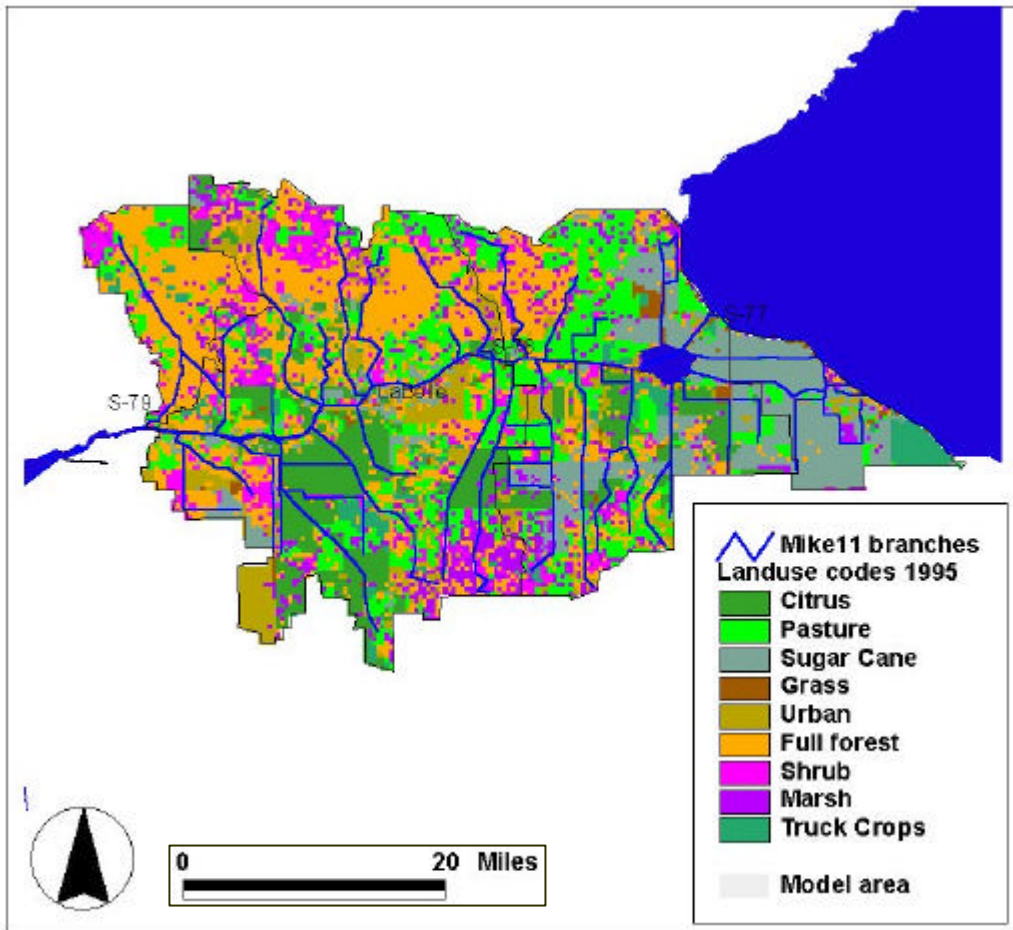 S-77
S-78
LaBelle
S-79
Mike11 branches
Landuse codes 1995
Citrus
Pasture
Sugar Cane
Grass
Urban
Full forest
Shrub
Marsh
Truck Crops
Model area
0 20 Miles